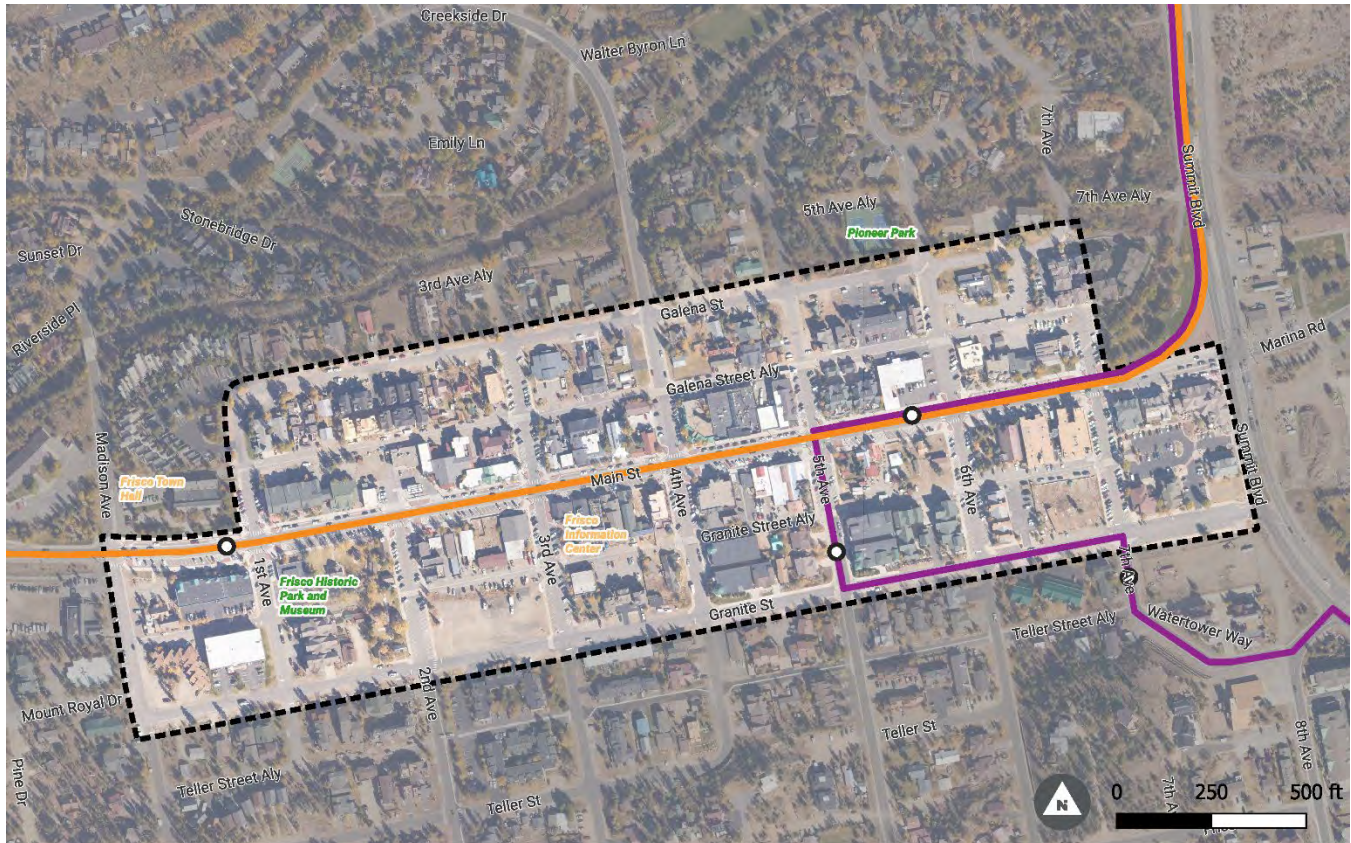 Creekside Dr
Walter Byron Ln
7th Ave
Emily Ln
Summit Blvd
7th Ave Aly
5th Ave Aly
Stonebridge Dr
Pioneer Park
Sunset Dr
3rd Ave Aly
Riverside Pl
Galena St
Marina Rd
Galena Street Aly
Madison Ave
Summit Blvd
Frisco Town
Hall
Main St
4th Ave
5th Ave
6th Ave
Granite Street Aly
Frisco
Information
Center
3rd Ave
1st Ave
7th Ave
Frisco Historic
Park and
Museum
Granite St
Teller Street Aly
Watertower Way
2nd Ave
Mount Royal Dr
Teller St
8th Ave
Pine Dr
Teller Street Aly
Teller St
N
0 250 500 ft
7th A